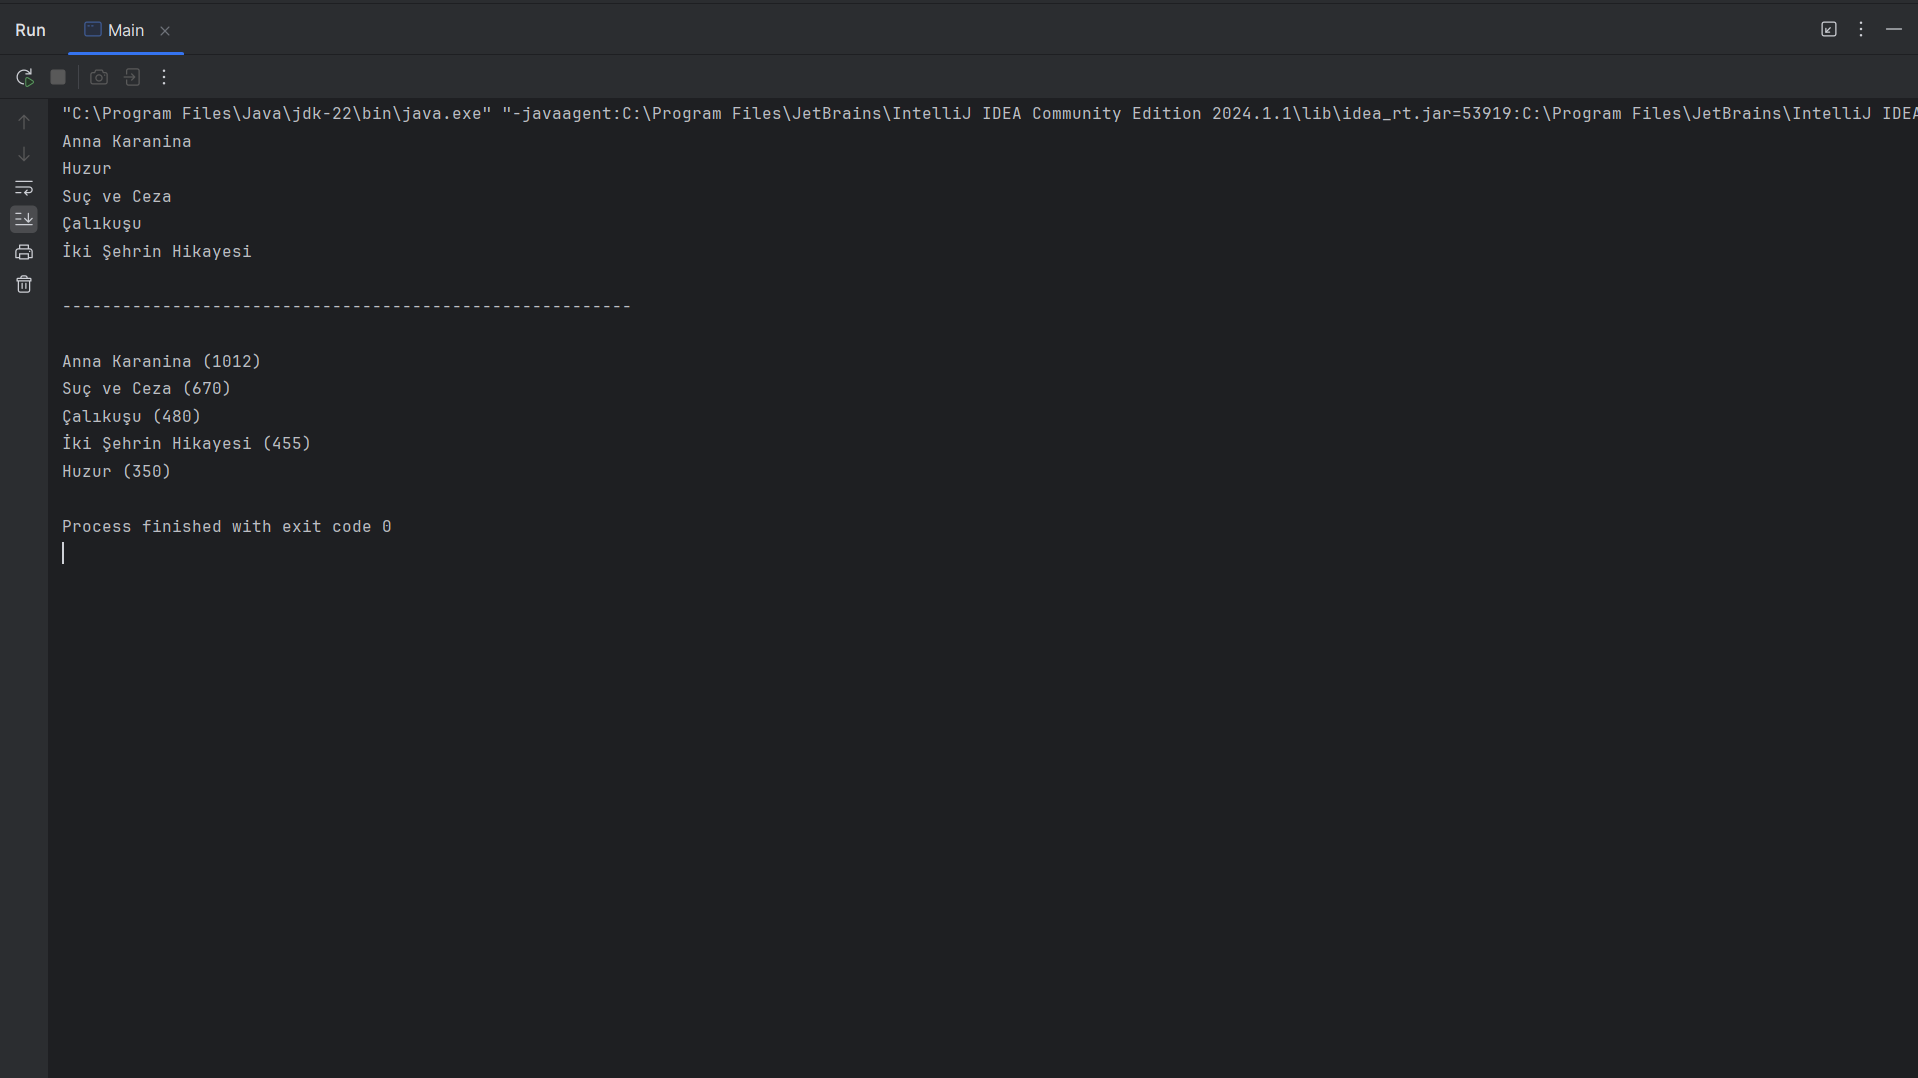 Run Main
"C:\Program Files\Java\jdk-22\bin\java.exe" "-javaagent:C:\Program Files\JetBrains\IntelliJ IDEA Community Edition 2024.1.1\lib\idea_rt.jar=53919:C:\Program Files\JetBrains\IntelliJ IDEA
Anna Karanina
Huzur
Suç ve Ceza
Çalıkuşu
İki Şehrin Hikayesi
---------------------------------------------------------
Anna Karanina (1012)
Suç ve Ceza (670)
Çalıkuşu (480)
İki Şehrin Hikayesi (455)
Huzur (350)
Process finished with exit code 0